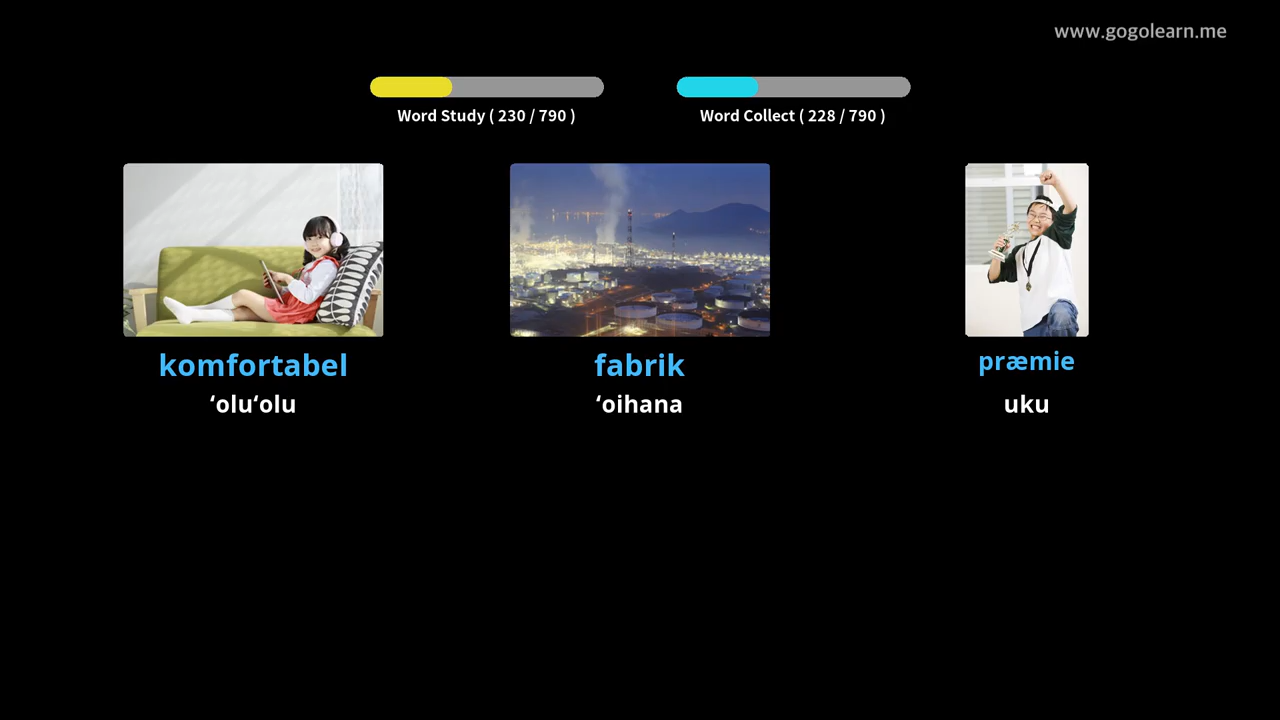 www.gogolearn.me
Word Study ( 230 / 790 )
Word Collect ( 228 / 790 )
komfortabel
fabrik
præmie
ʻoluʻolu
ʻoihana
uku